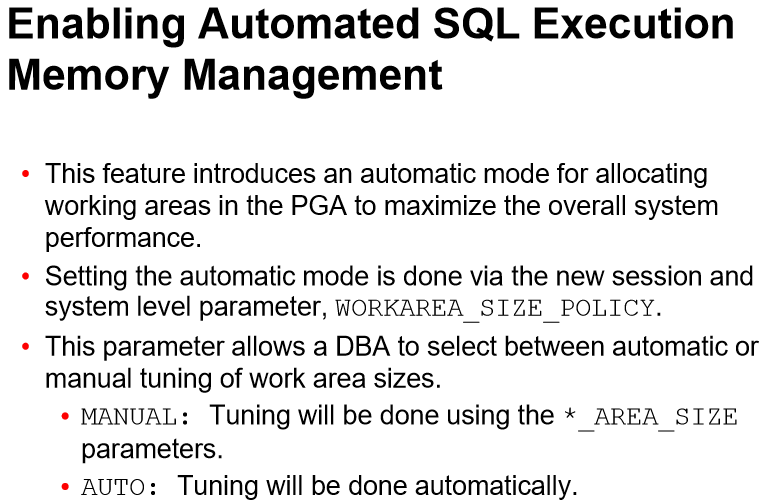 Enabling Automated SQL Execution
Memory Management
• This feature introduces an automatic mode for allocating
working areas in the PGA to maximize the overall system
performance.
• Setting the automatic mode is done via the new session and
system level parameter, WORKAREA_SIZE_POLICY.
• This parameter allows a DBA to select between automatic or
manual tuning of work area sizes.
• MANUAL: Tuning will be done using the *_AREA_SIZE
parameters.
• AUTO: Tuning will be done automatically.